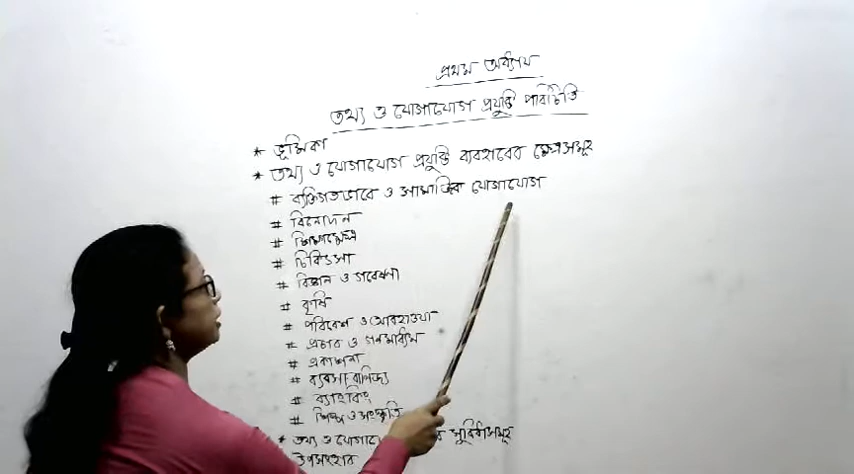 প্রথম অধ্যায়
তথ্য ও যোগাযোগ প্রযুক্তি পরিচিতি
* ভূমিকা
* তথ্য ও যোগাযোগ প্রযুক্তি ব্যবহারের ক্ষেত্রসমূহ
# ব্যক্তিগতভাবে ও সামাজিক যোগাযোগ
# বিনোদন
# শিক্ষাক্ষেত্র
# চিকিৎসা
# বিজ্ঞান ও গবেষণা
# কৃষি
# পরিবেশ ও আবহাওয়া
# প্রচার ও গনমাধ্যম
# প্রকাশনা
# ব্যবসা বাণিজ্য
# ব্যাংকিং
# শিল্প ও সংস্কৃতি
* তথ্য ও সুবিধাসমূহ
উপসংহার